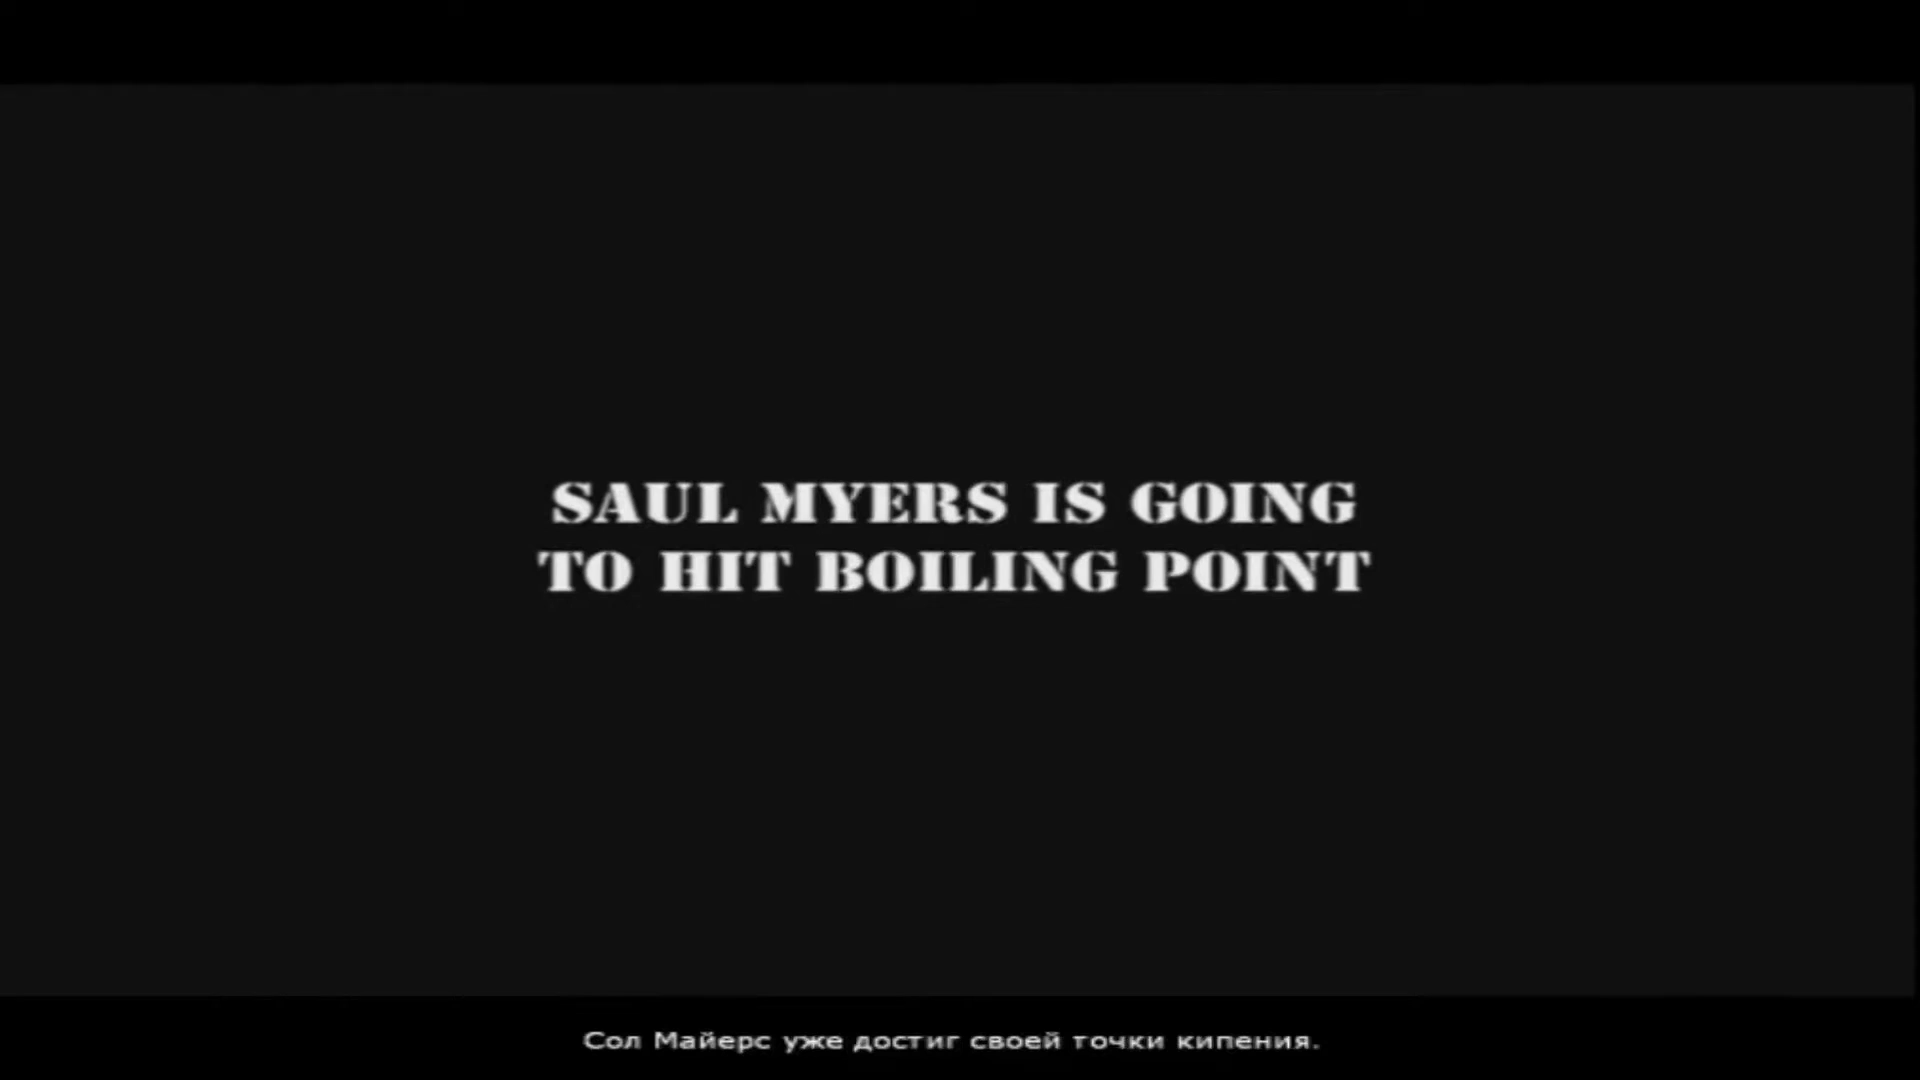 SAUL MYERS IS GOING
TO HIT BOILING POINT
Сол Майерс уже достиг своей точки кипения.